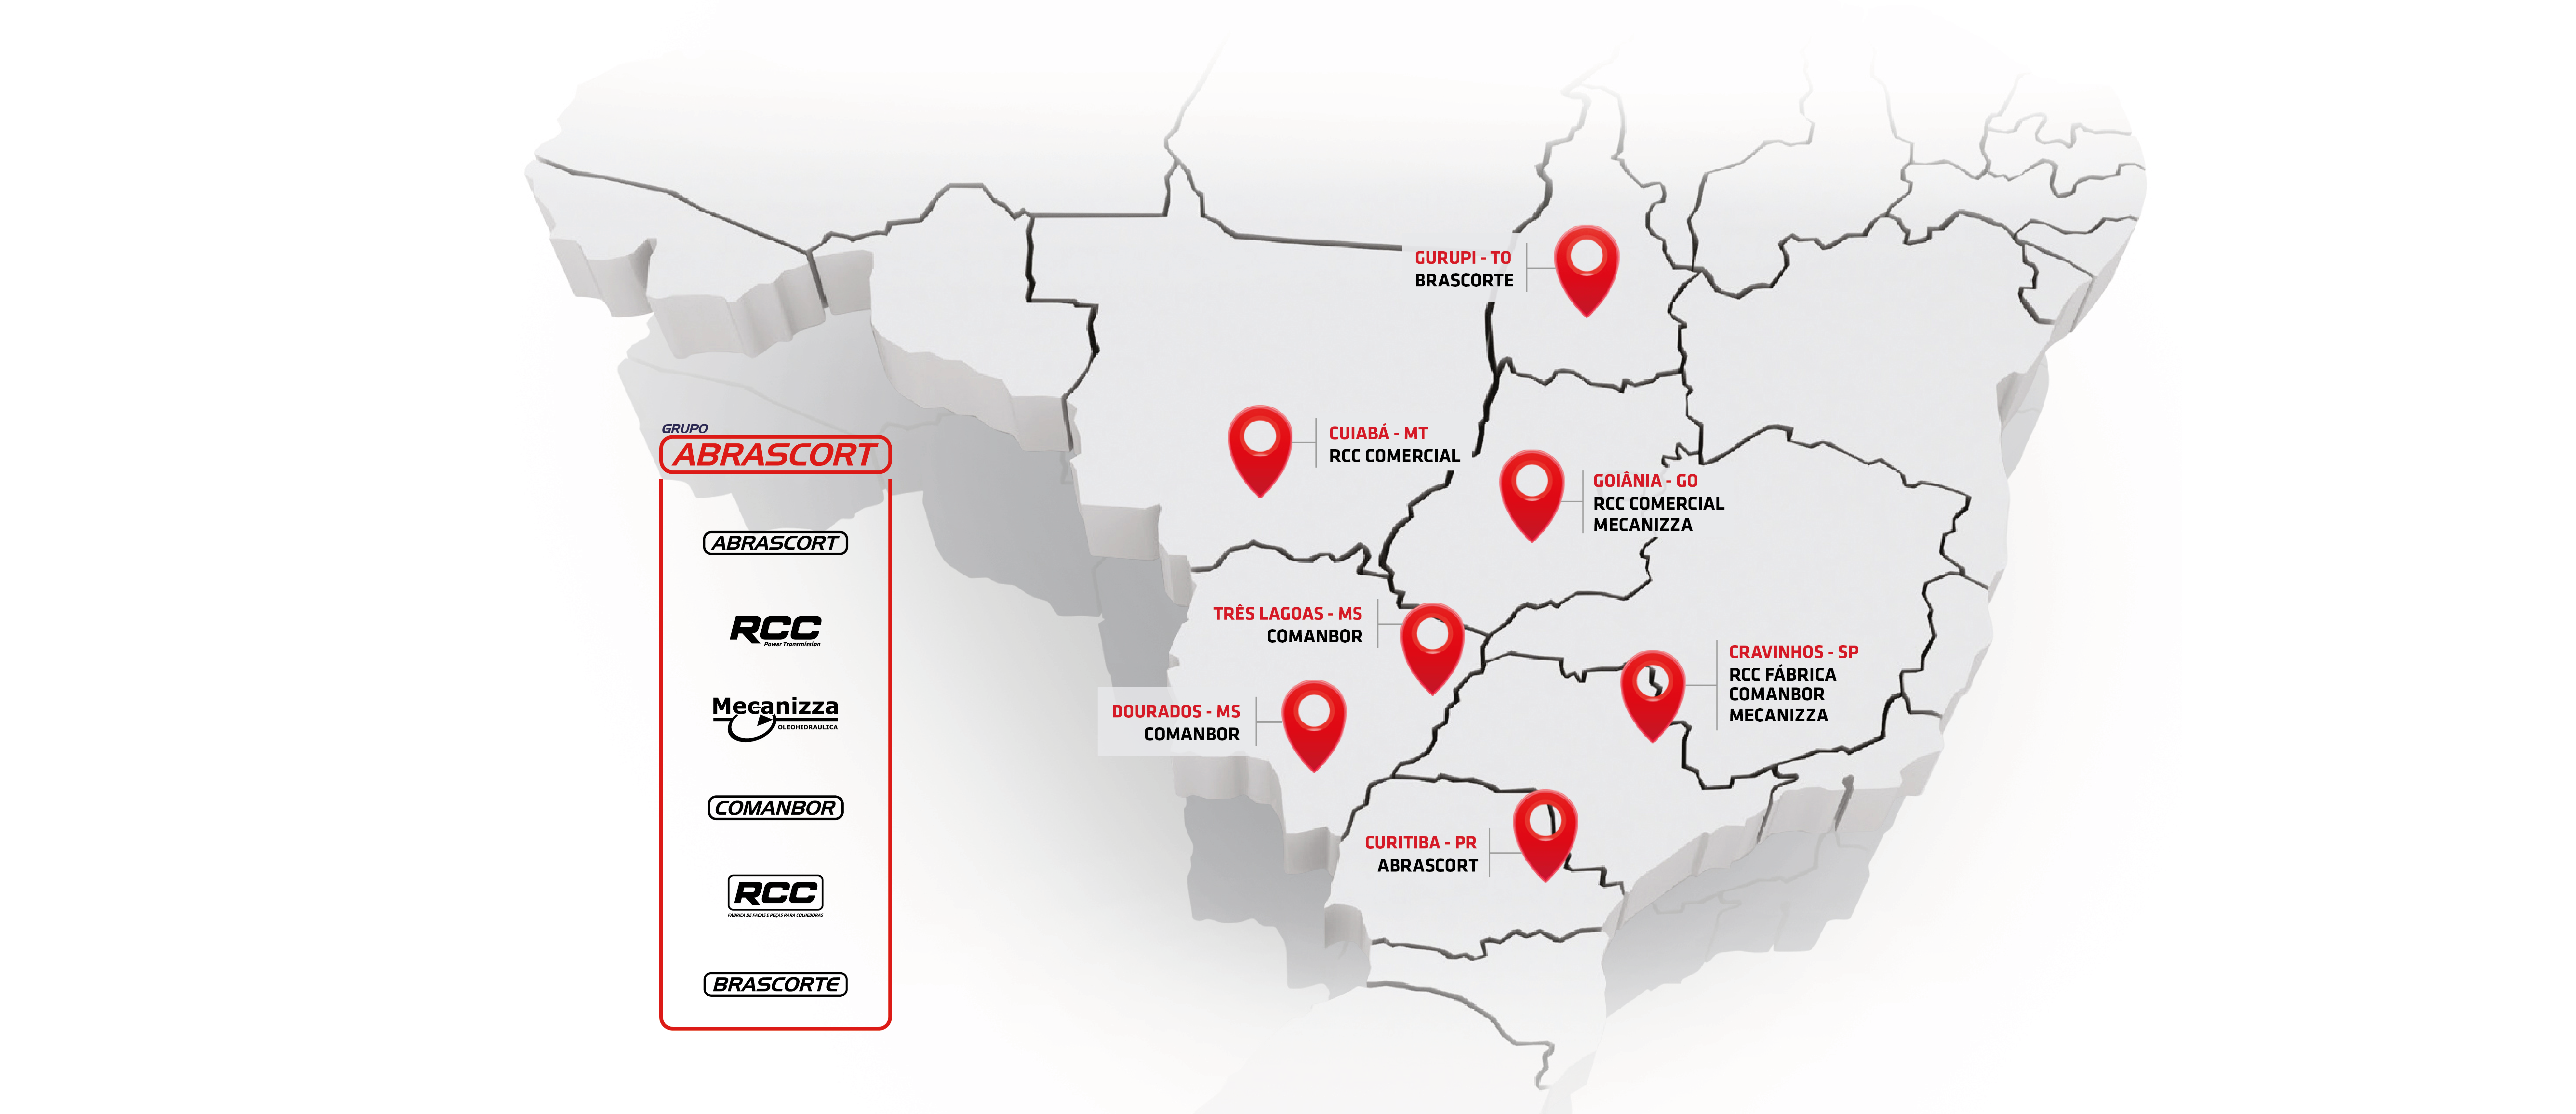 GRUPO
ABRASCORT
ABRASCORT
RCC
Power Transmission
Mecanizza
OLEOHIDRAULICA
COMANBOR
RCC
FÁBRICA DE FACAS E PEÇAS PARA COLHEDORAS
BRASCORTE
GURUPI - TO
BRASCORTE
CUIABÁ - MT
RCC COMERCIAL
GOIÂNIA - GO
RCC COMERCIAL
MECANIZZA
TRÊS LAGOAS - MS
COMANBOR
CRAVINHOS - SP
RCC FÁBRICA
COMANBOR
MECANIZZA
DOURADOS - MS
COMANBOR
CURITIBA - PR
ABRASCORT